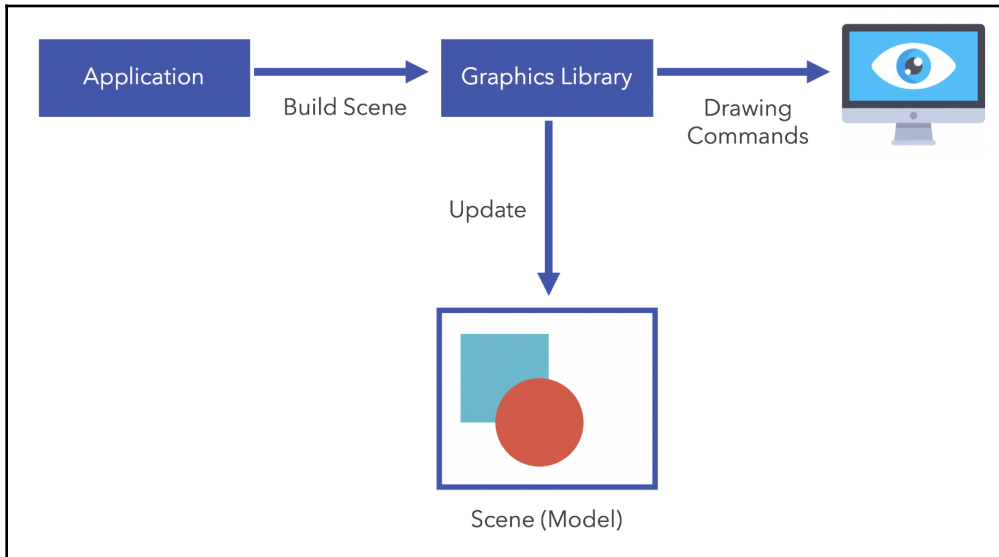 Application
Build Scene
Graphics Library
Drawing
Commands
Update
Scene (Model)